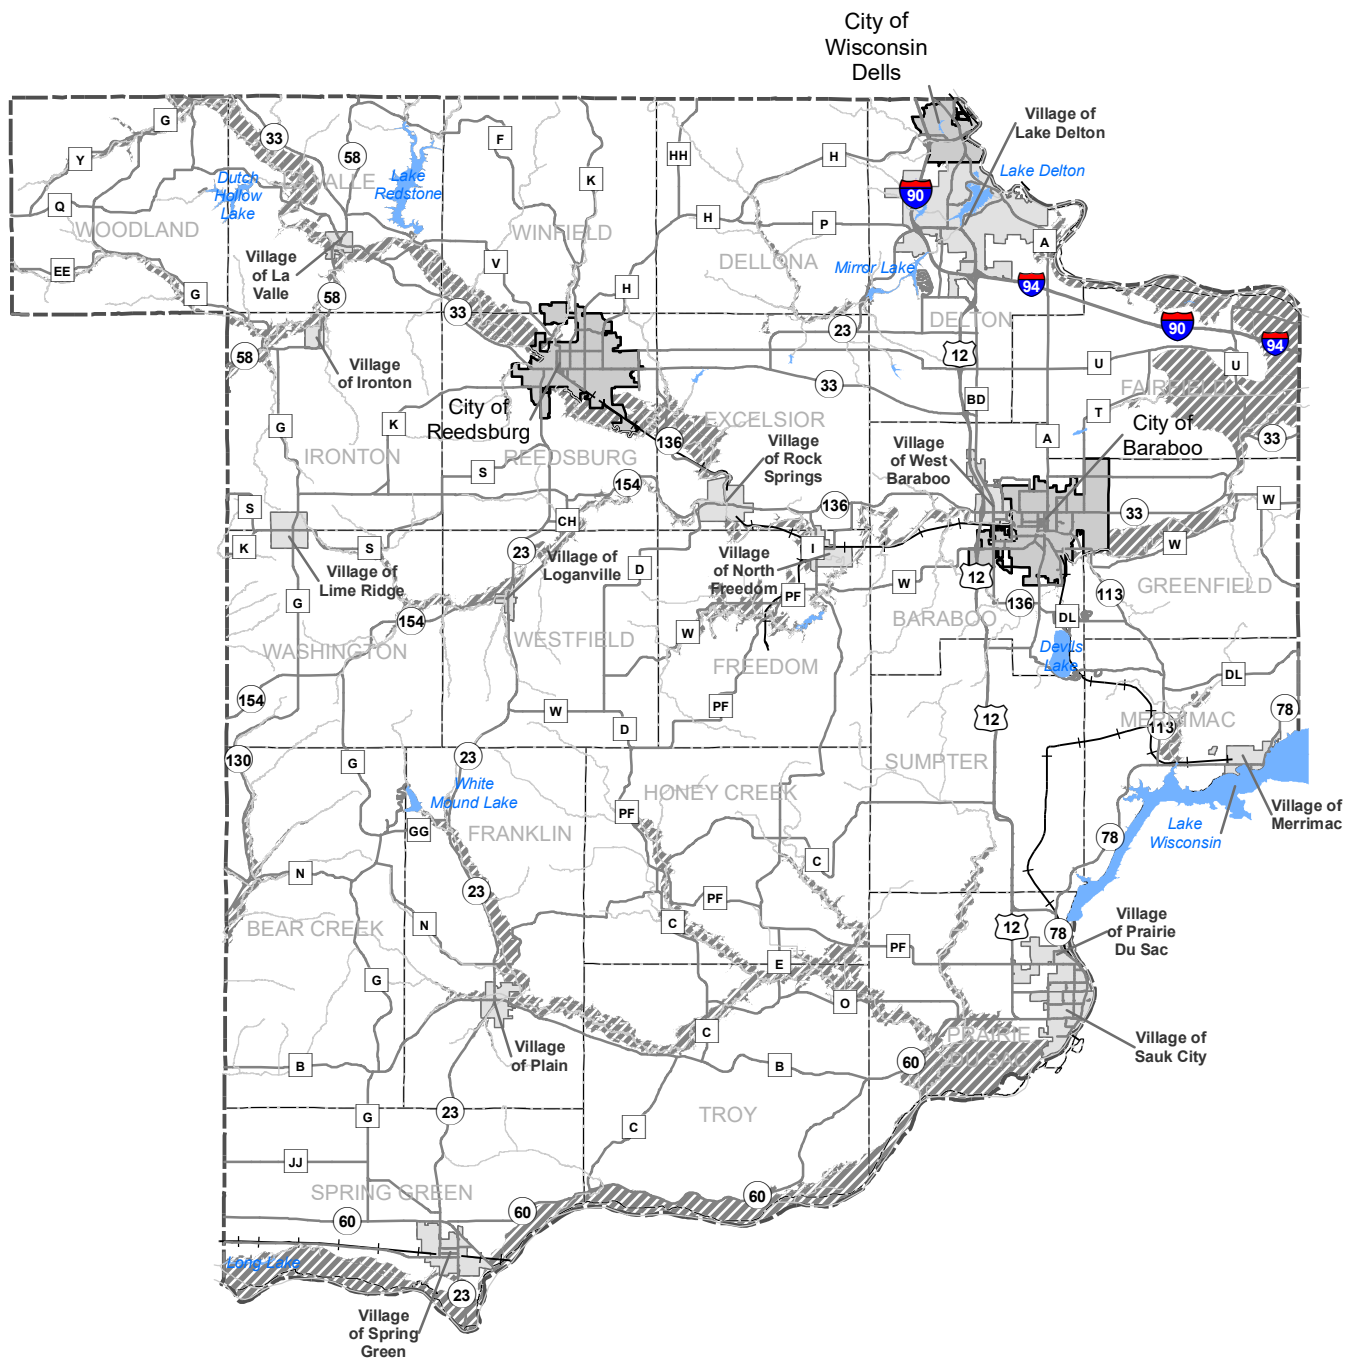 City of
Wisconsin
Dells
Village of
Lake Delton
G
33
58
F
HH
H
Y
K
Lake
Redstone
Dutch
Hollow
Lake
ALLE
Lake Delton
90
Q
WOODLAND
WINFIELD
H
P
A
EE
Village
of La
Valle
V
DELLONA
Mirror Lake
G
58
H
94
33
23
DELTON
90
94
58
Village
of Ironton
12
U
U
FAIRFIELD
33
BD
T
City of
Reedsburg
G
K
EXCELSIOR
City of
Baraboo
136
A
33
IRONTON
REEDSBURG
Village
of Rock
Springs
Village
of West
Baraboo
S
154
S
136
W
33
CH
K
S
23
Village of
Loganville
Village
of North
Freedom
I
W
Village of
Lime Ridge
D
12
W
GREENFIELD
G
PF
136
113
154
W
BARABOO
DL
WASHINGTON
WESTFIELD
FREEDOM
Devils
Lake
154
W
PF
DL
D
12
78
MERRIMAC
113
130
G
23
SUMPTER
White
Mound Lake
HONEY CREEK
PF
GG
FRANKLIN
Village of
Merrimac
Lake
Wisconsin
78
C
N
23
PF
BEAR CREEK
N
C
12
78
Village
of Prairie
Du Sac
PF
E
G
O
C
PRAIRIE
Village of
Sauk City
Village
of Plain
B
B
60
G
23
TROY
C
JJ
SPRING GREEN
60
60
60
Long Lake
23
Village
of Spring
Green